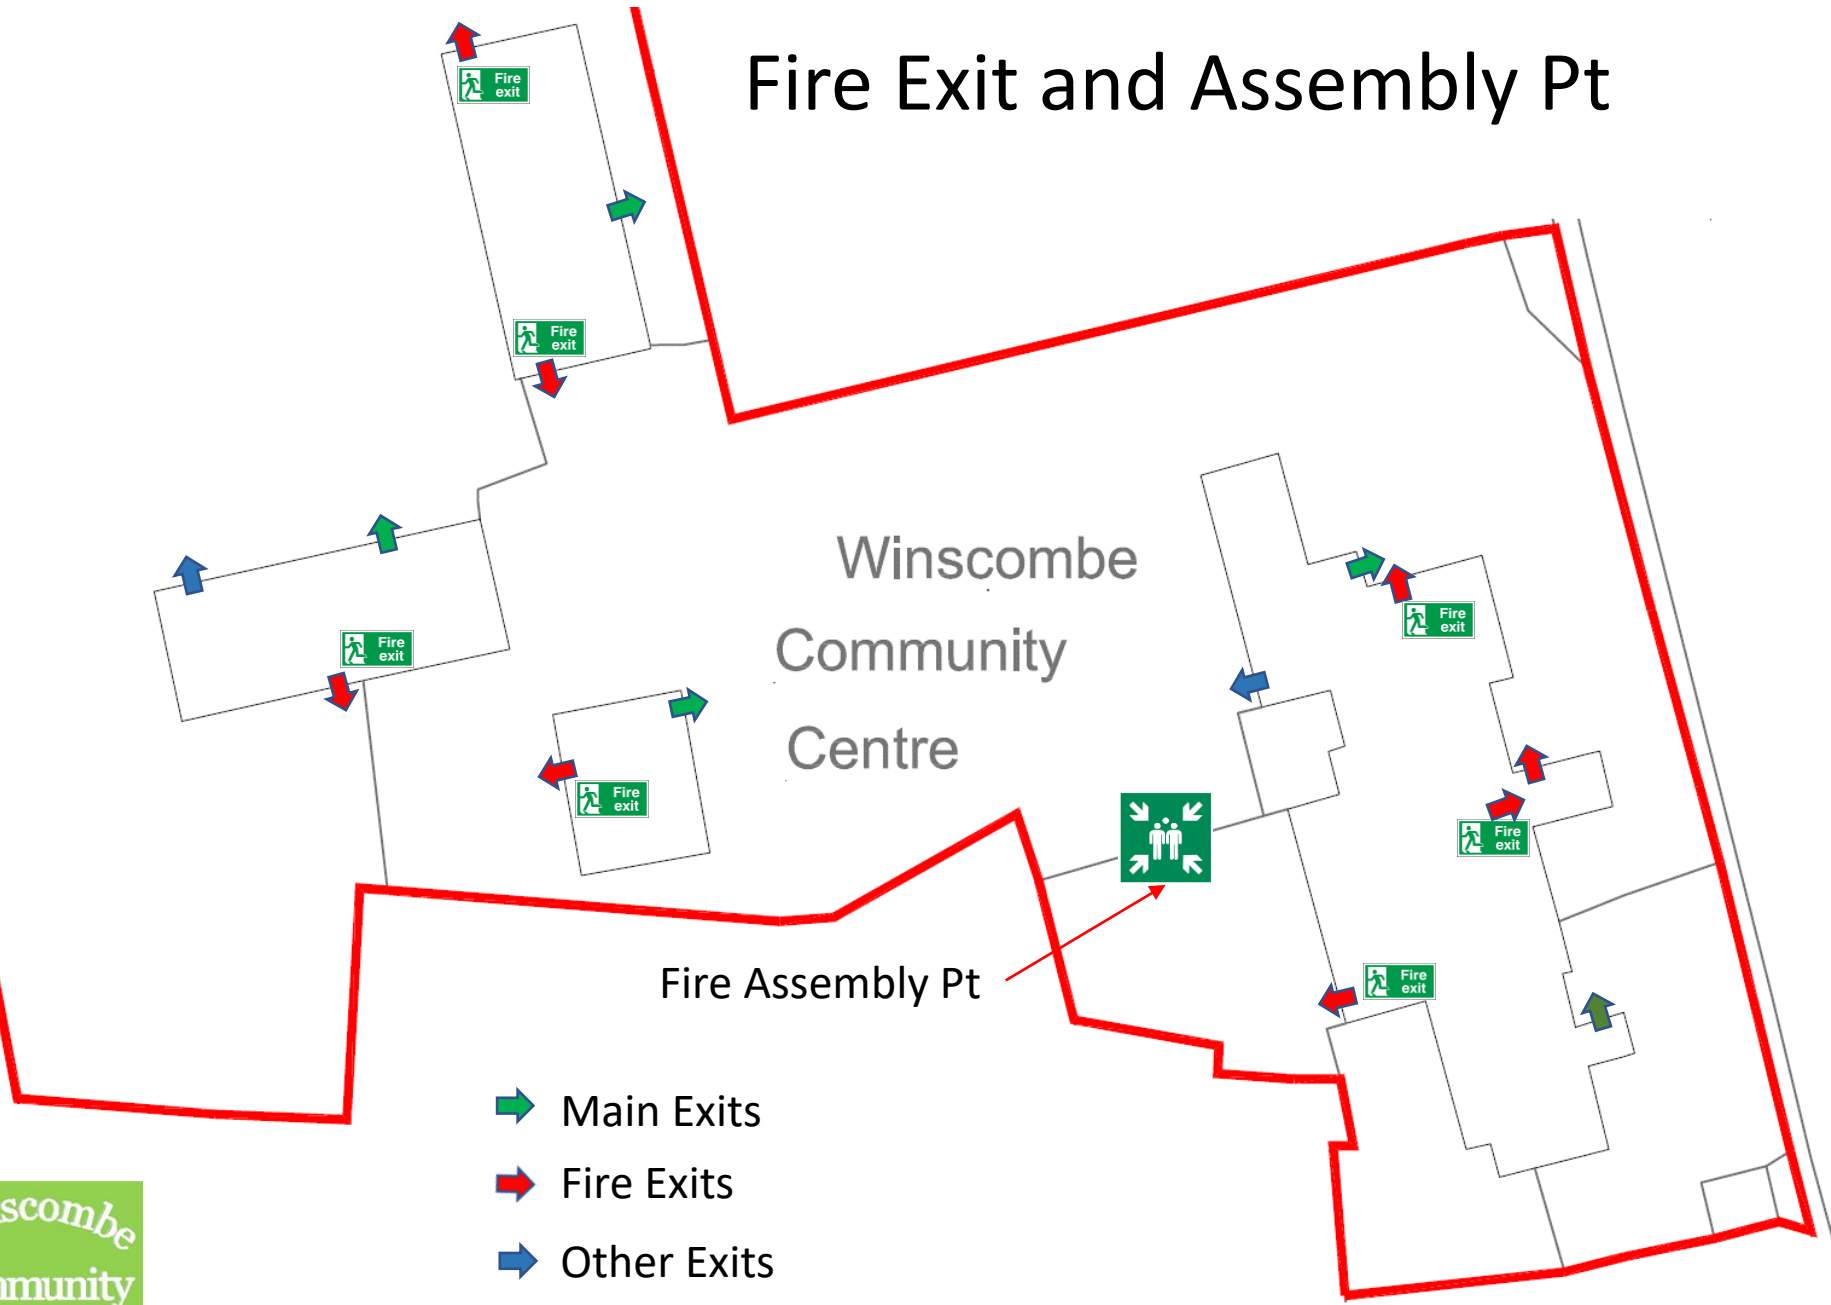 Fire Exit and Assembly Pt
Fire
exit
Fire
exit
Winscombe
Community
Centre
Fire
exit
Fire
exit
Fire
exit
Fire
exit
Fire
exit
Fire Assembly Pt
Main Exits
Fire Exits
Other Exits
scombe
munity